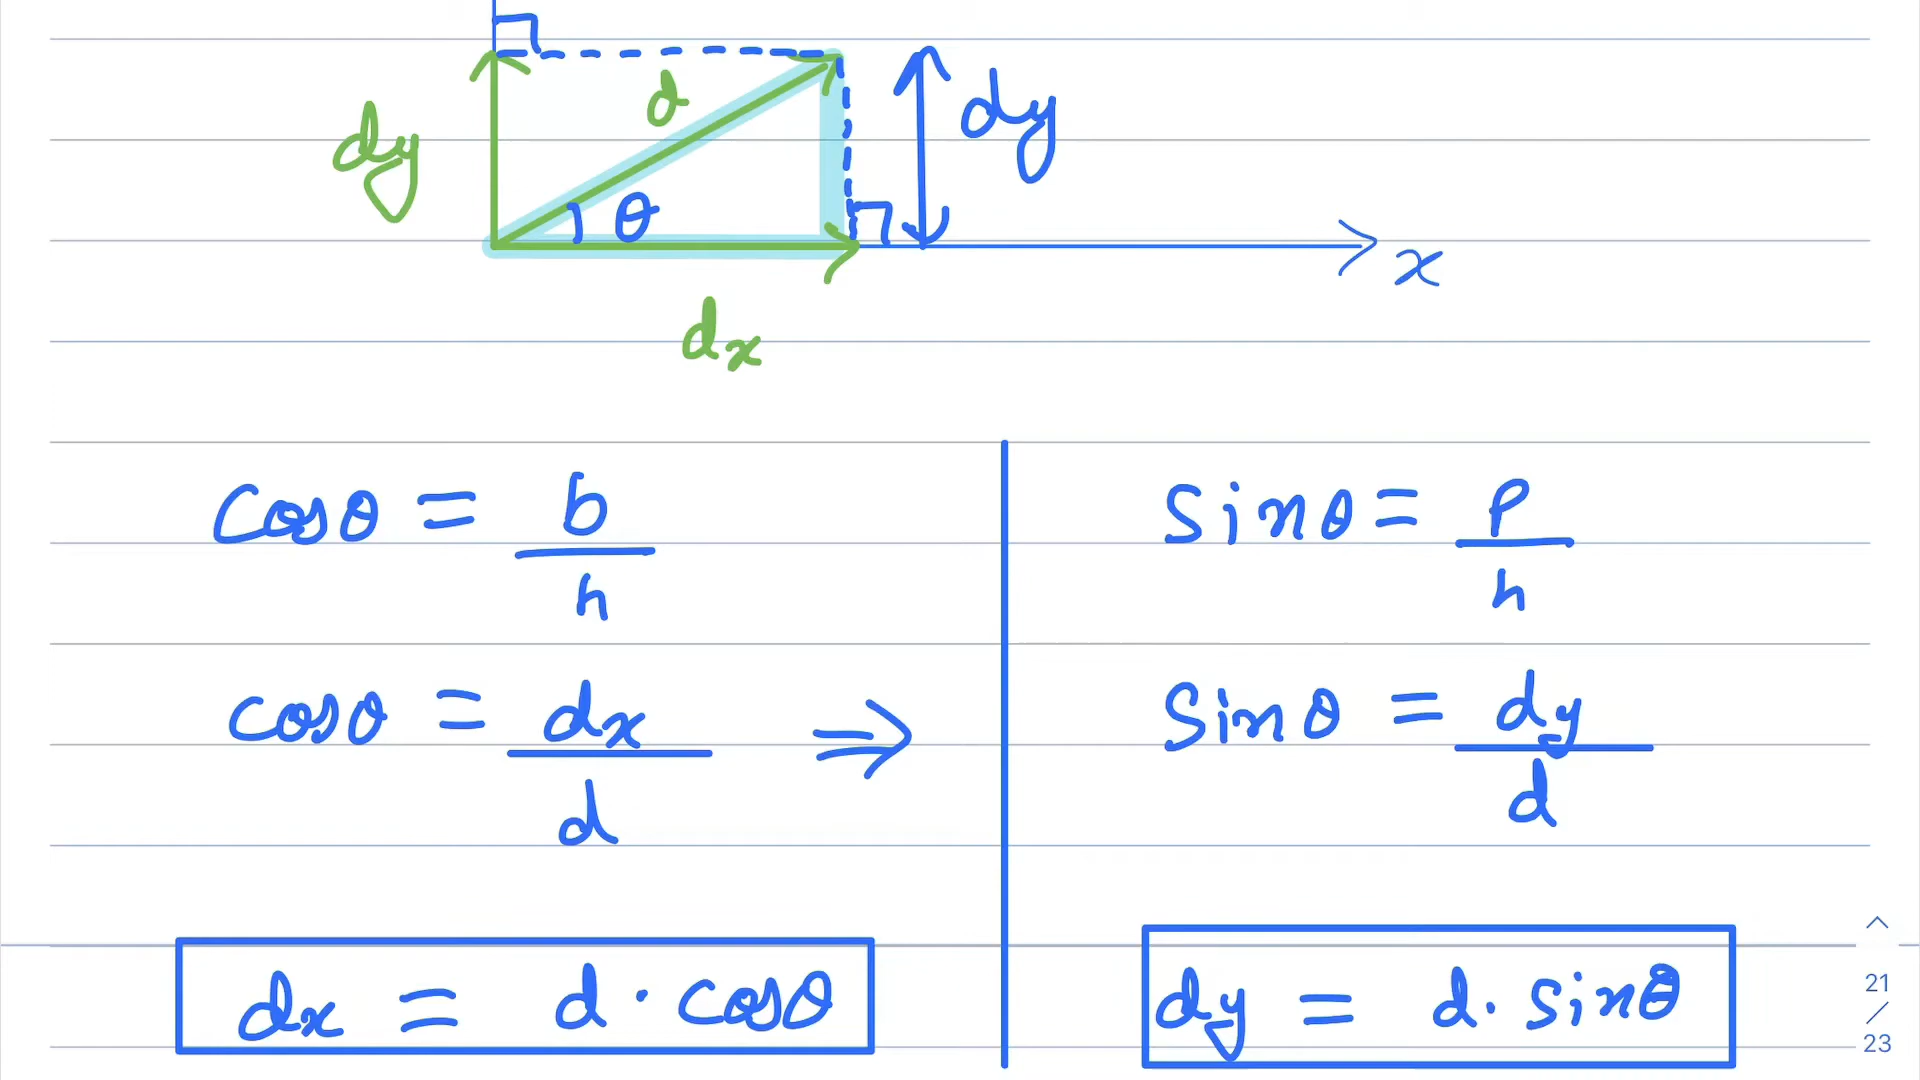 d
dy
dy
θ
x
dx
Cosθ = b/h
cosθ = dx/d ⇒
dx = d · cosθ
Sinθ = P/h
Sinθ = dy/d
dy = d · sinθ
21
/
23